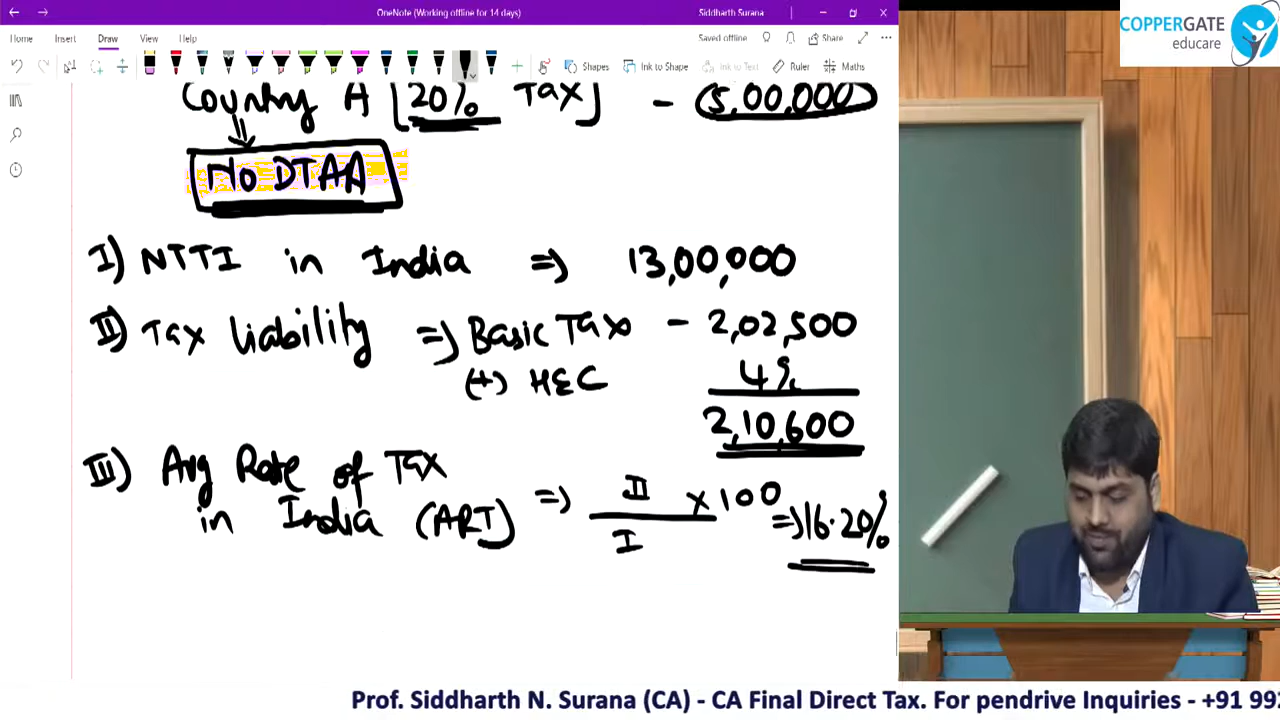 OneNote (Working offline for 14 days)
Siddharth Surana
Home Insert Draw View Help
Saved offline
Share
Shapes
Ink to Shape
Ink to Text
Ruler
Maths
COPPERGATE
educare
Country A [20% Tax] - (5,00,000)
No DTAA
I) NTTI in India => 13,00,000
II) Tax liability => Basic Tax - 2,02,500
(+) H&EC 4%
2,10,600
III) Avg Rate of Tax
in India (ART) => II / I × 100 => 16.20%
Prof. Siddharth N. Surana (CA) - CA Final Direct Tax. For pendrive Inquiries - +91 99